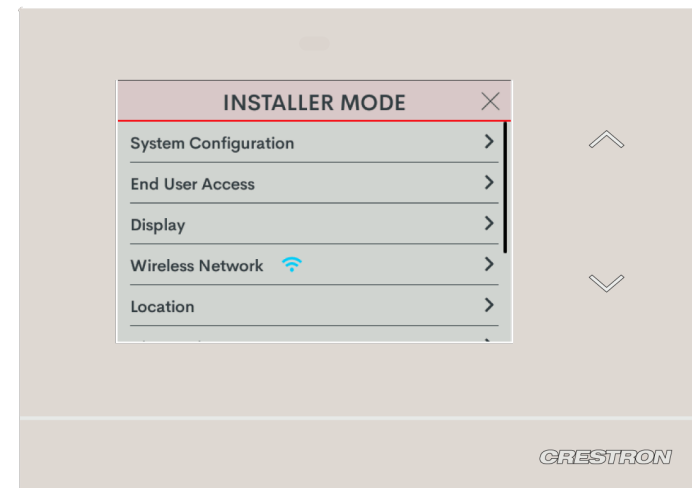 INSTALLER MODE
System Configuration
End User Access
Display
Wireless Network
Location
CRESTRON